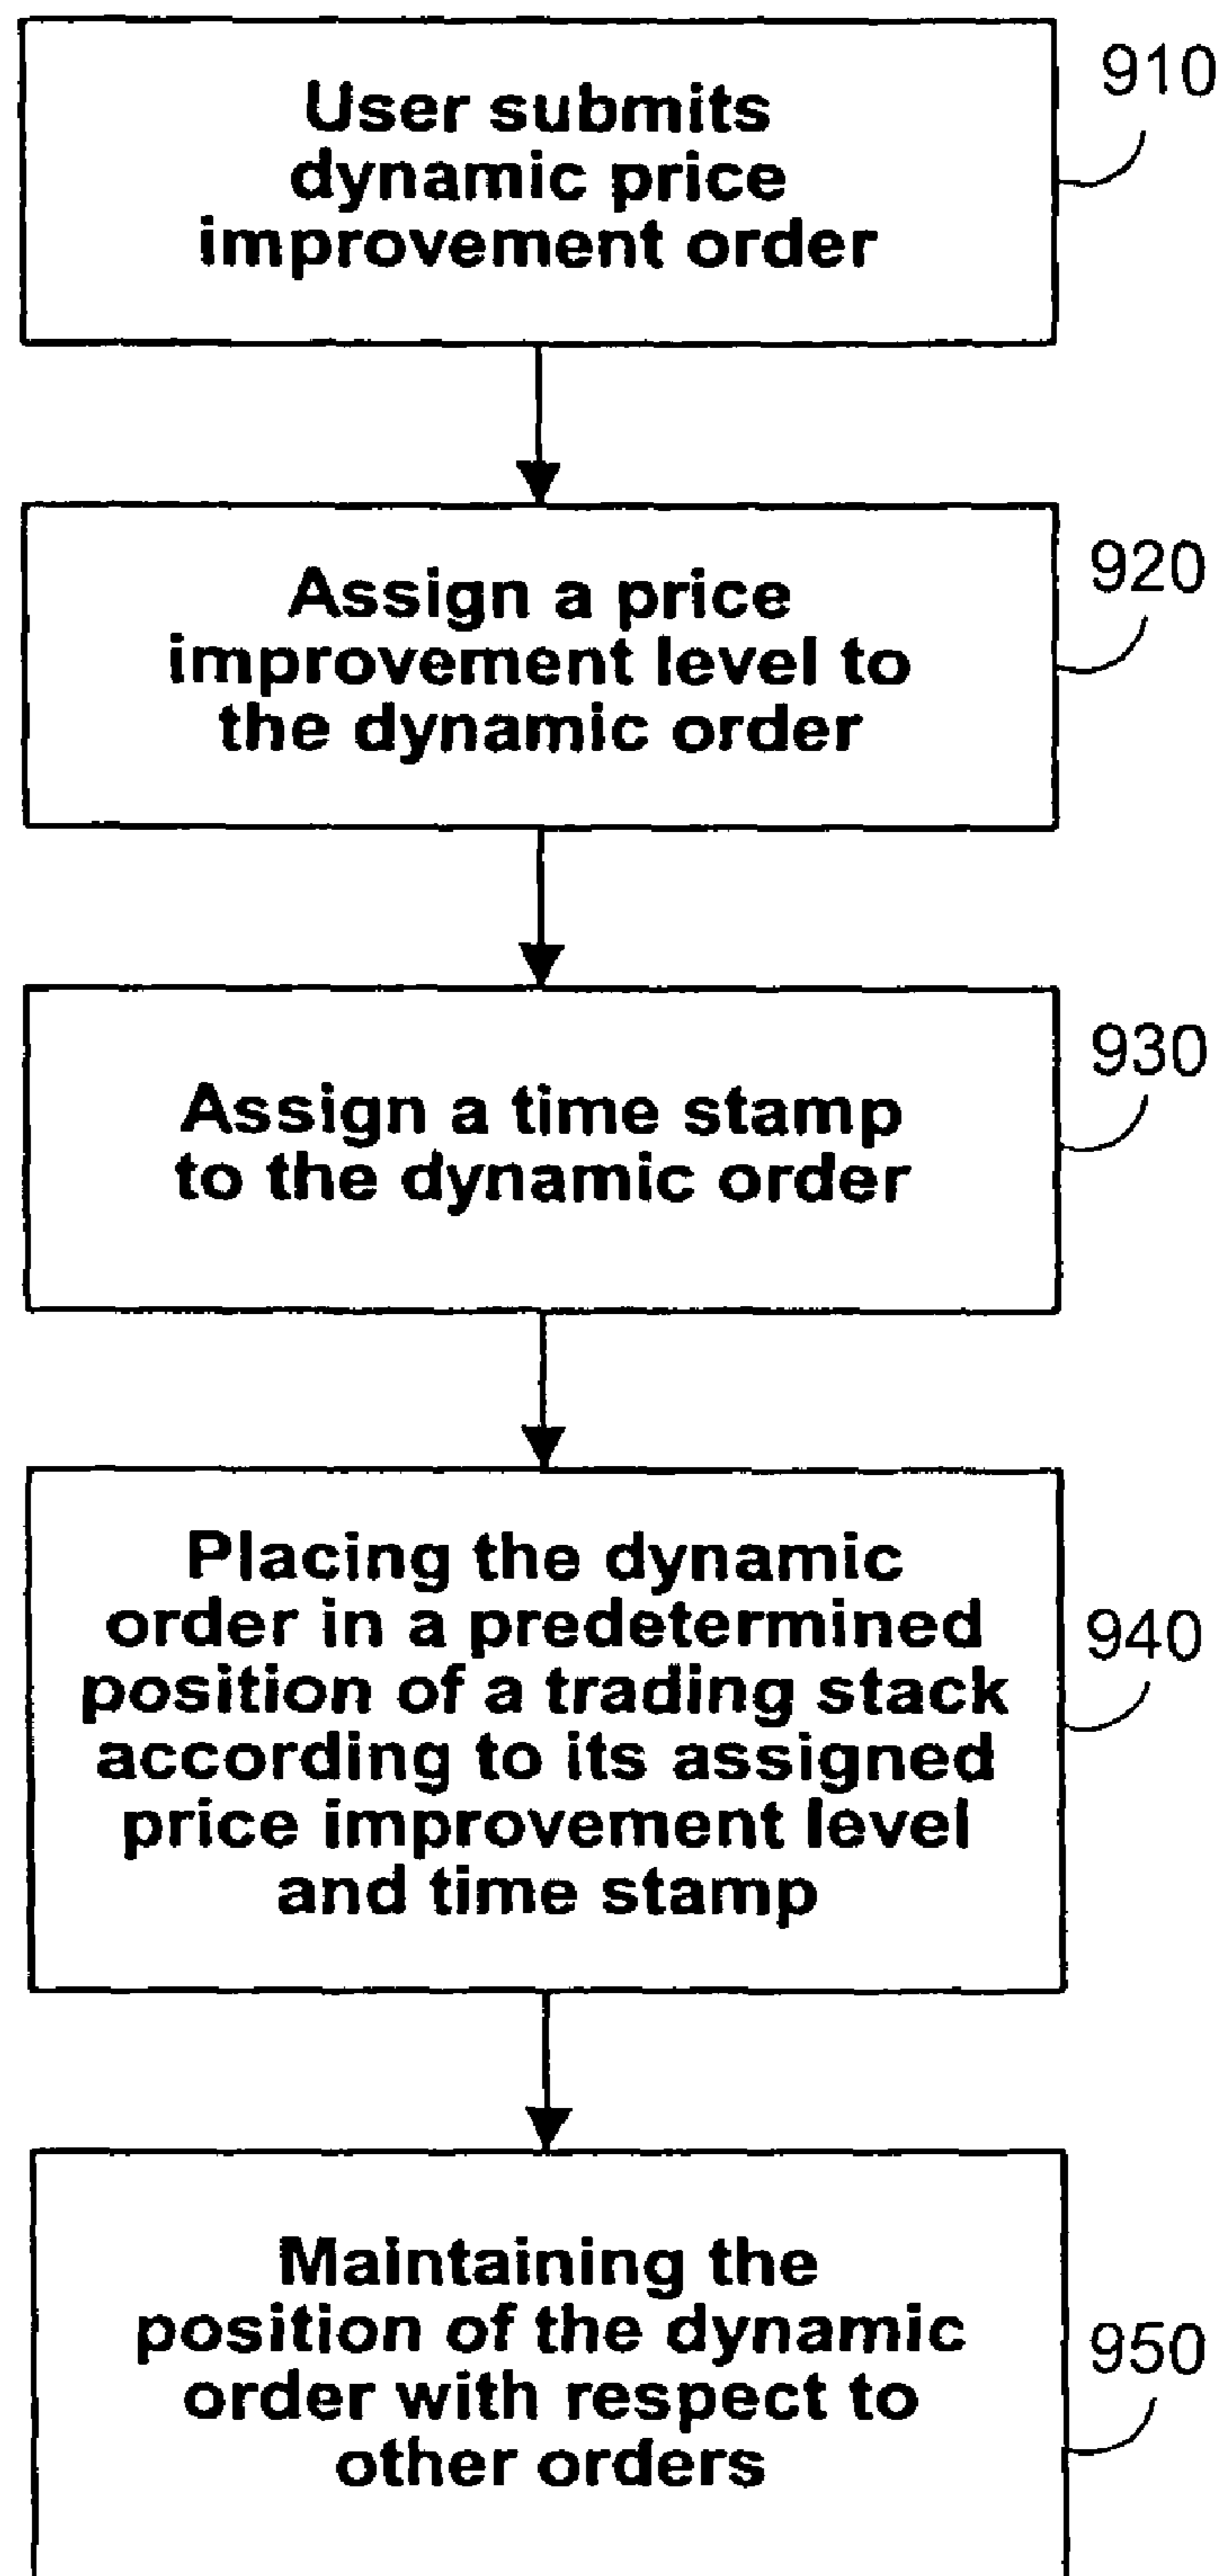 User submits
dynamic price
improvement order
910
Assign a price
improvement level to
the dynamic order
920
Assign a time stamp
to the dynamic order
930
Placing the dynamic
order in a predetermined
position of a trading stack
according to its assigned
price improvement level
and time stamp
940
Maintaining the
position of the dynamic
order with respect to
other orders
950